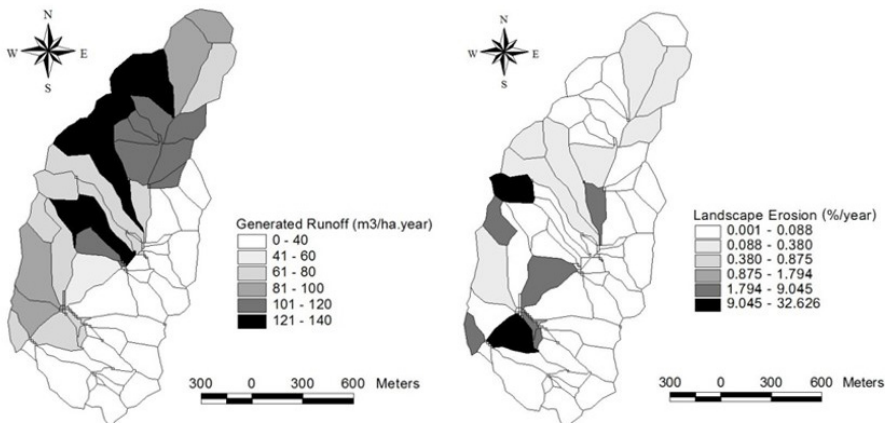 N
W E
S
Generated Runoff (m3/ha.year)
0 - 40
41 - 60
61 - 80
81 - 100
101 - 120
121 - 140
300 0 300 600 Meters
N
W E
S
Landscape Erosion (%/year)
0.001 - 0.088
0.088 - 0.380
0.380 - 0.875
0.875 - 1.794
1.794 - 9.045
9.045 - 32.626
300 0 300 600 Meters